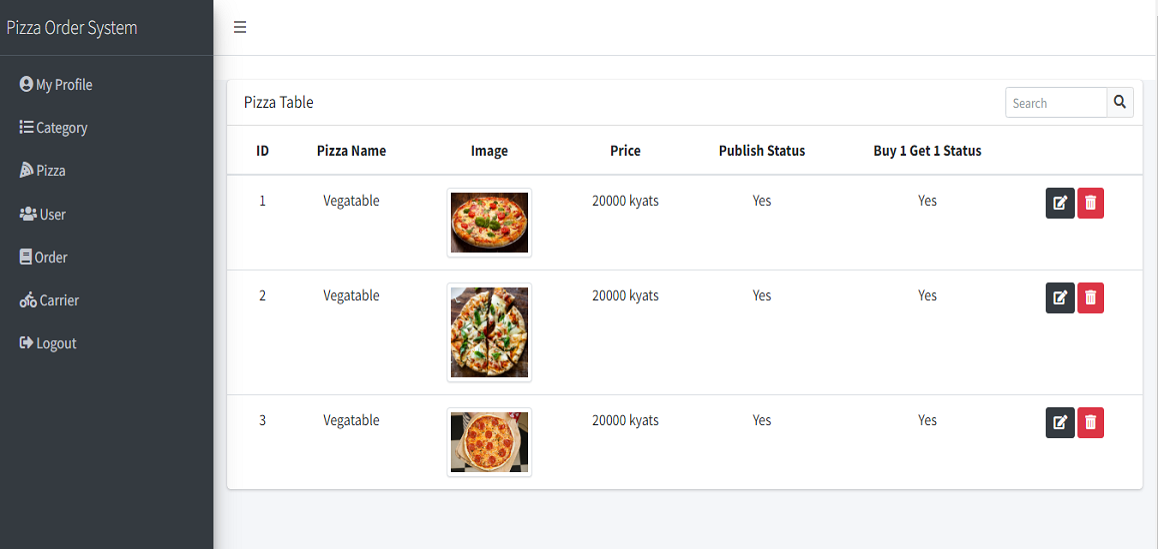 Pizza Order System
My Profile
Category
Pizza
User
Order
Carrier
Logout
Pizza Table
Search
ID Pizza Name Image Price Publish Status Buy 1 Get 1 Status
1 Vegatable 20000 kyats Yes Yes
2 Vegatable 20000 kyats Yes Yes
3 Vegatable 20000 kyats Yes Yes